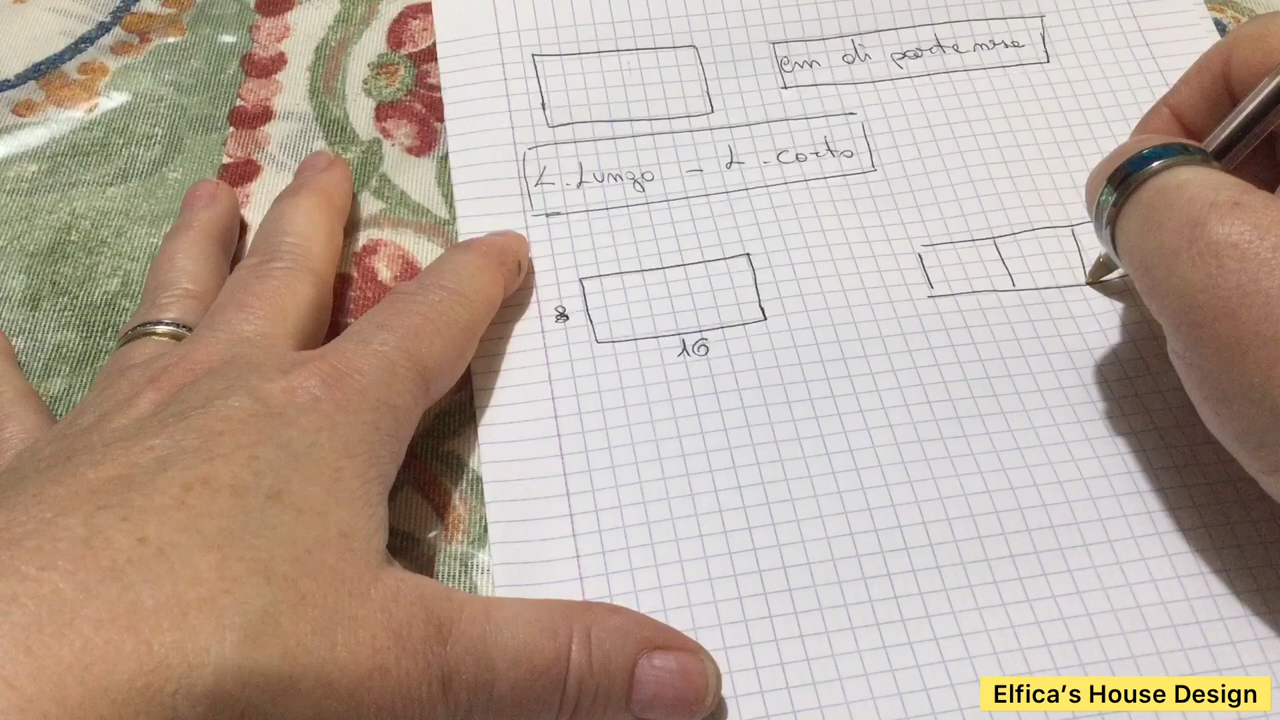 cm di partenza
L. Lungo - L. corto
8
16
Elfica’s House Design